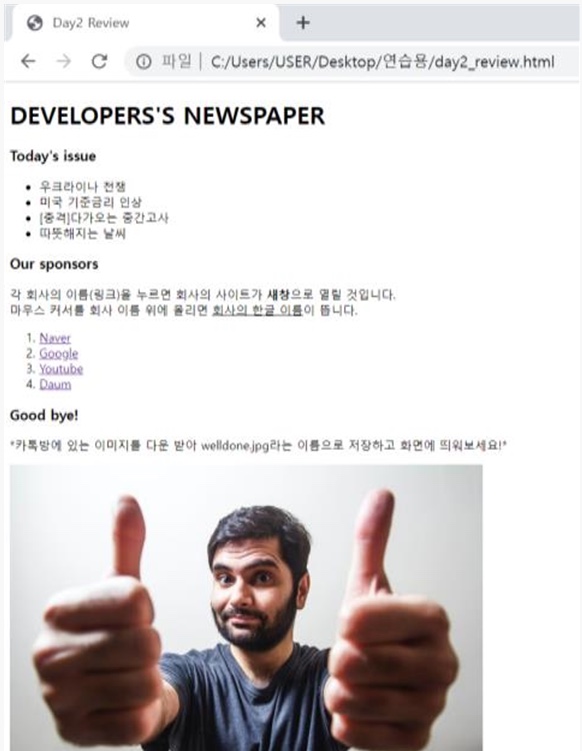 Day2 Review
파일 | C:/Users/USER/Desktop/연습용/day2_review.html
DEVELOPERS'S NEWSPAPER
Today's issue
• 우크라이나 전쟁
• 미국 기준금리 인상
• [충격]다가오는 중간고사
• 따뜻해지는 날씨
Our sponsors
각 회사의 이름(링크)을 누르면 회사의 사이트가 새창으로 열릴 것입니다.
마우스 커서를 회사 이름 위에 올리면 회사의 한글 이름이 뜹니다.
1. Naver
2. Google
3. Youtube
4. Daum
Good bye!
*카톡방에 있는 이미지를 다운 받아 welldone.jpg라는 이름으로 저장하고 화면에 띄워보세요!*